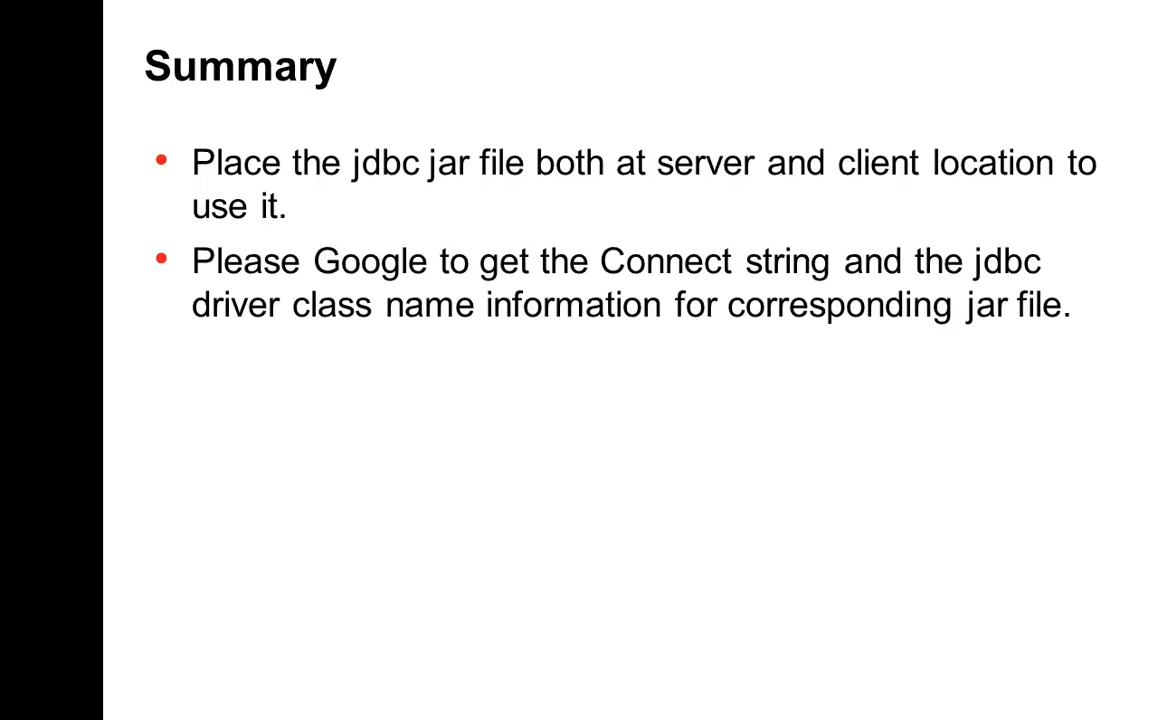 Summary
• Place the jdbc jar file both at server and client location to
use it.
• Please Google to get the Connect string and the jdbc
driver class name information for corresponding jar file.